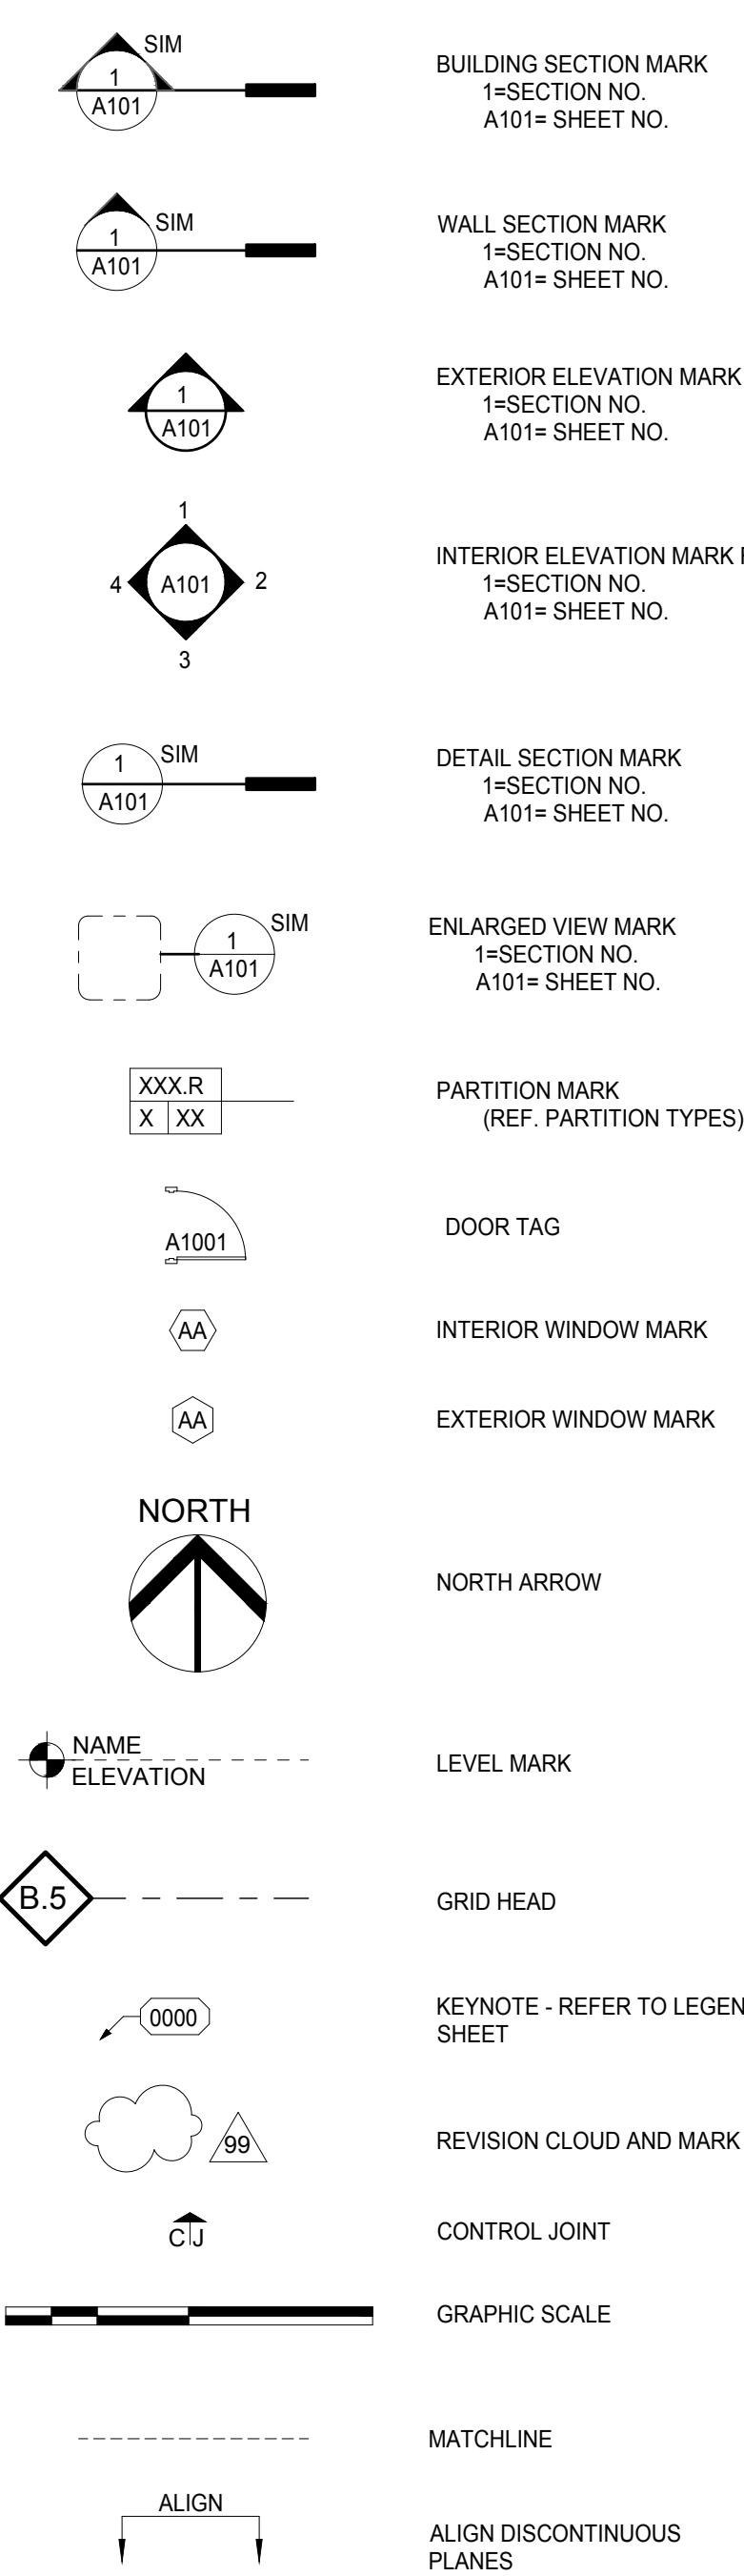 SIM
1
A101
BUILDING SECTION MARK
1=SECTION NO.
A101= SHEET NO.
SIM
1
A101
WALL SECTION MARK
1=SECTION NO.
A101= SHEET NO.
1
A101
EXTERIOR ELEVATION MARK
1=SECTION NO.
A101= SHEET NO.
1
4 A101 2
3
INTERIOR ELEVATION MARK
1=SECTION NO.
A101= SHEET NO.
SIM
1
A101
DETAIL SECTION MARK
1=SECTION NO.
A101= SHEET NO.
SIM
1
A101
ENLARGED VIEW MARK
1=SECTION NO.
A101= SHEET NO.
XXX.R
X XX
PARTITION MARK
(REF. PARTITION TYPES)
A1001
DOOR TAG
AA
INTERIOR WINDOW MARK
AA
EXTERIOR WINDOW MARK
NORTH
NORTH ARROW
NAME
ELEVATION
LEVEL MARK
B.5
GRID HEAD
0000
KEYNOTE - REFER TO LEGEN
SHEET
99
REVISION CLOUD AND MARK
CJ
CONTROL JOINT
GRAPHIC SCALE
MATCHLINE
ALIGN
ALIGN DISCONTINUOUS
PLANES